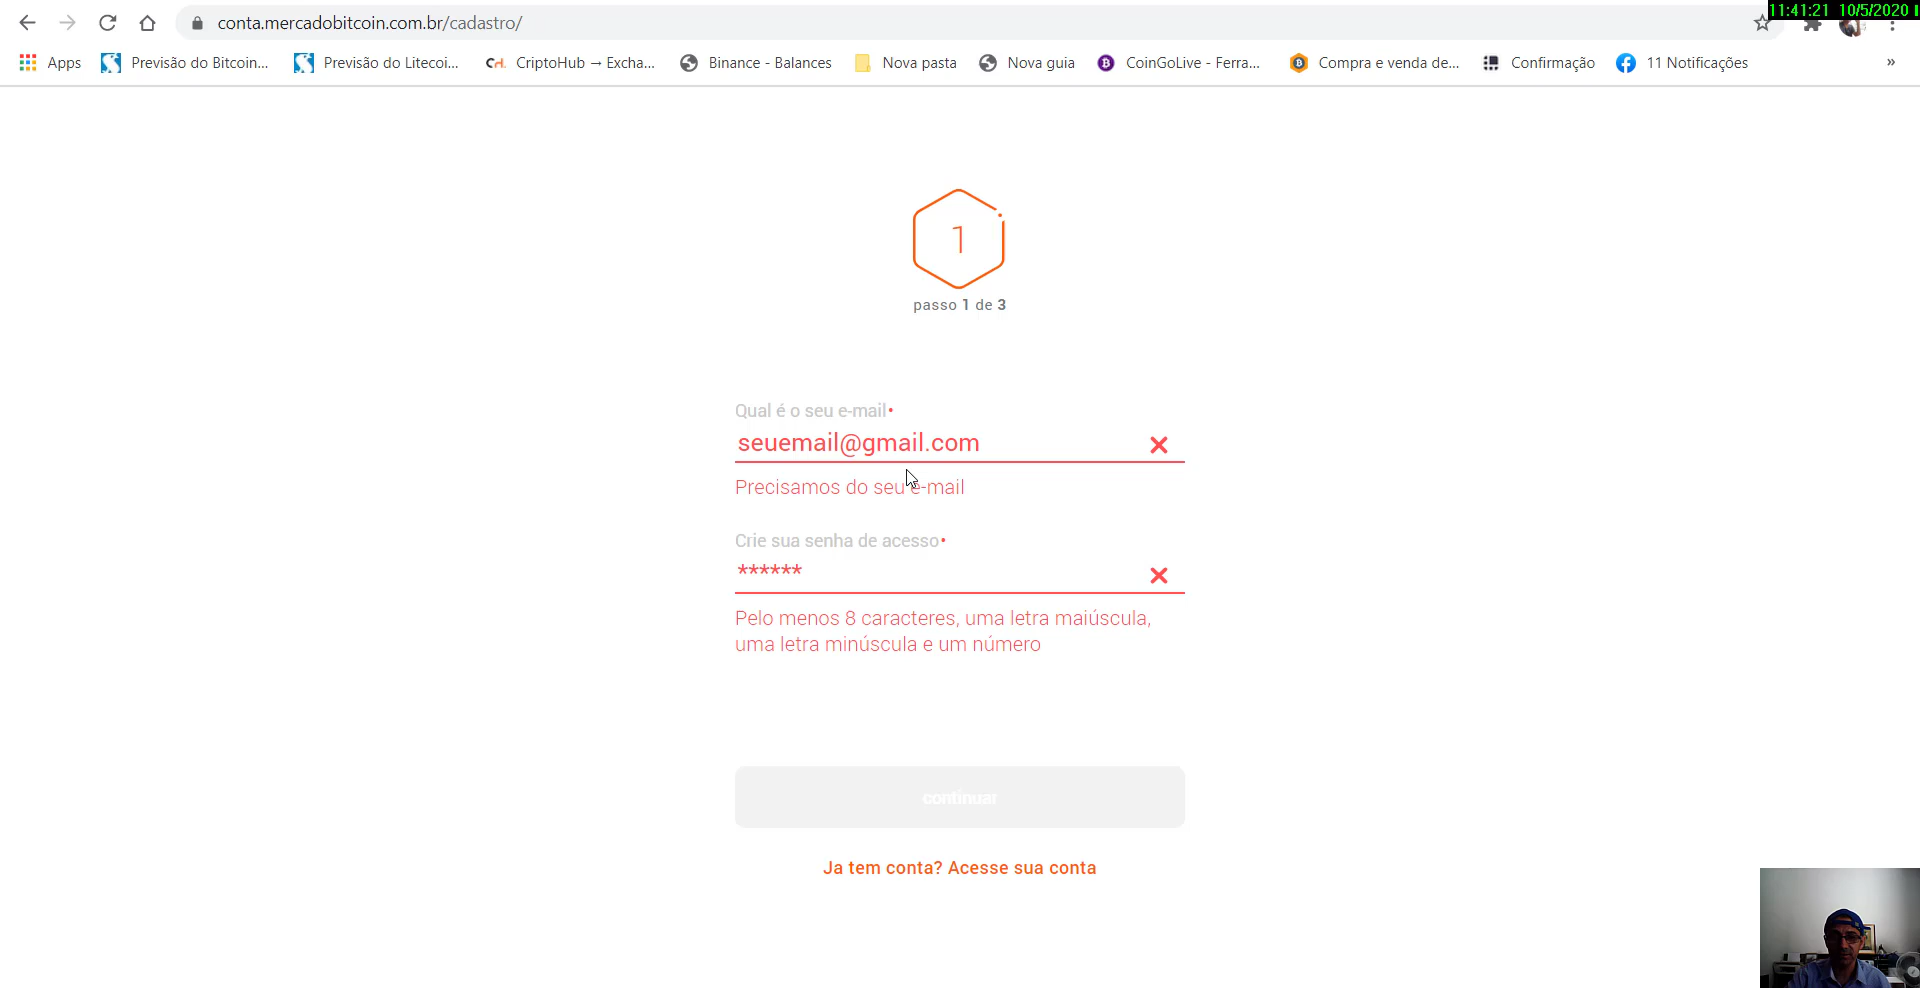 conta.mercadobitcoin.com.br/cadastro/
11:41:21 10/5/2020
Apps Previsão do Bitcoin... Previsão do Litecoi... CriptoHub → Excha... Binance - Balances Nova pasta Nova guia CoinGoLive - Ferra... Compra e venda de... Confirmação 11 Notificações »
1
passo 1 de 3
Qual é o seu e-mail•
seuemail@gmail.com
Precisamos do seu e-mail
Crie sua senha de acesso•
******
Pelo menos 8 caracteres, uma letra maiúscula,
uma letra minúscula e um número
continuar
Ja tem conta? Acesse sua conta